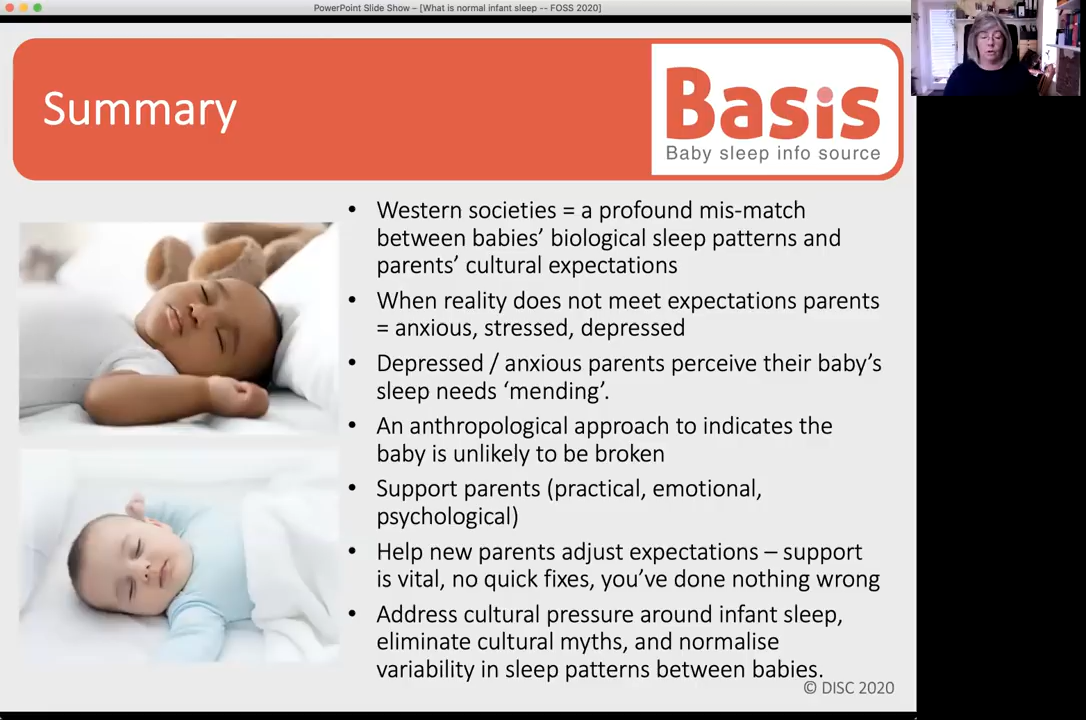 PowerPoint Slide Show – [What is normal infant sleep -- FOSS 2020]
Summary
Basis
Baby sleep info source
• Western societies = a profound mis-match
between babies’ biological sleep patterns and
parents’ cultural expectations
• When reality does not meet expectations parents
= anxious, stressed, depressed
• Depressed / anxious parents perceive their baby’s
sleep needs ‘mending’.
• An anthropological approach to indicates the
baby is unlikely to be broken
• Support parents (practical, emotional,
psychological)
• Help new parents adjust expectations – support
is vital, no quick fixes, you’ve done nothing wrong
• Address cultural pressure around infant sleep,
eliminate cultural myths, and normalise
variability in sleep patterns between babies.
© DISC 2020